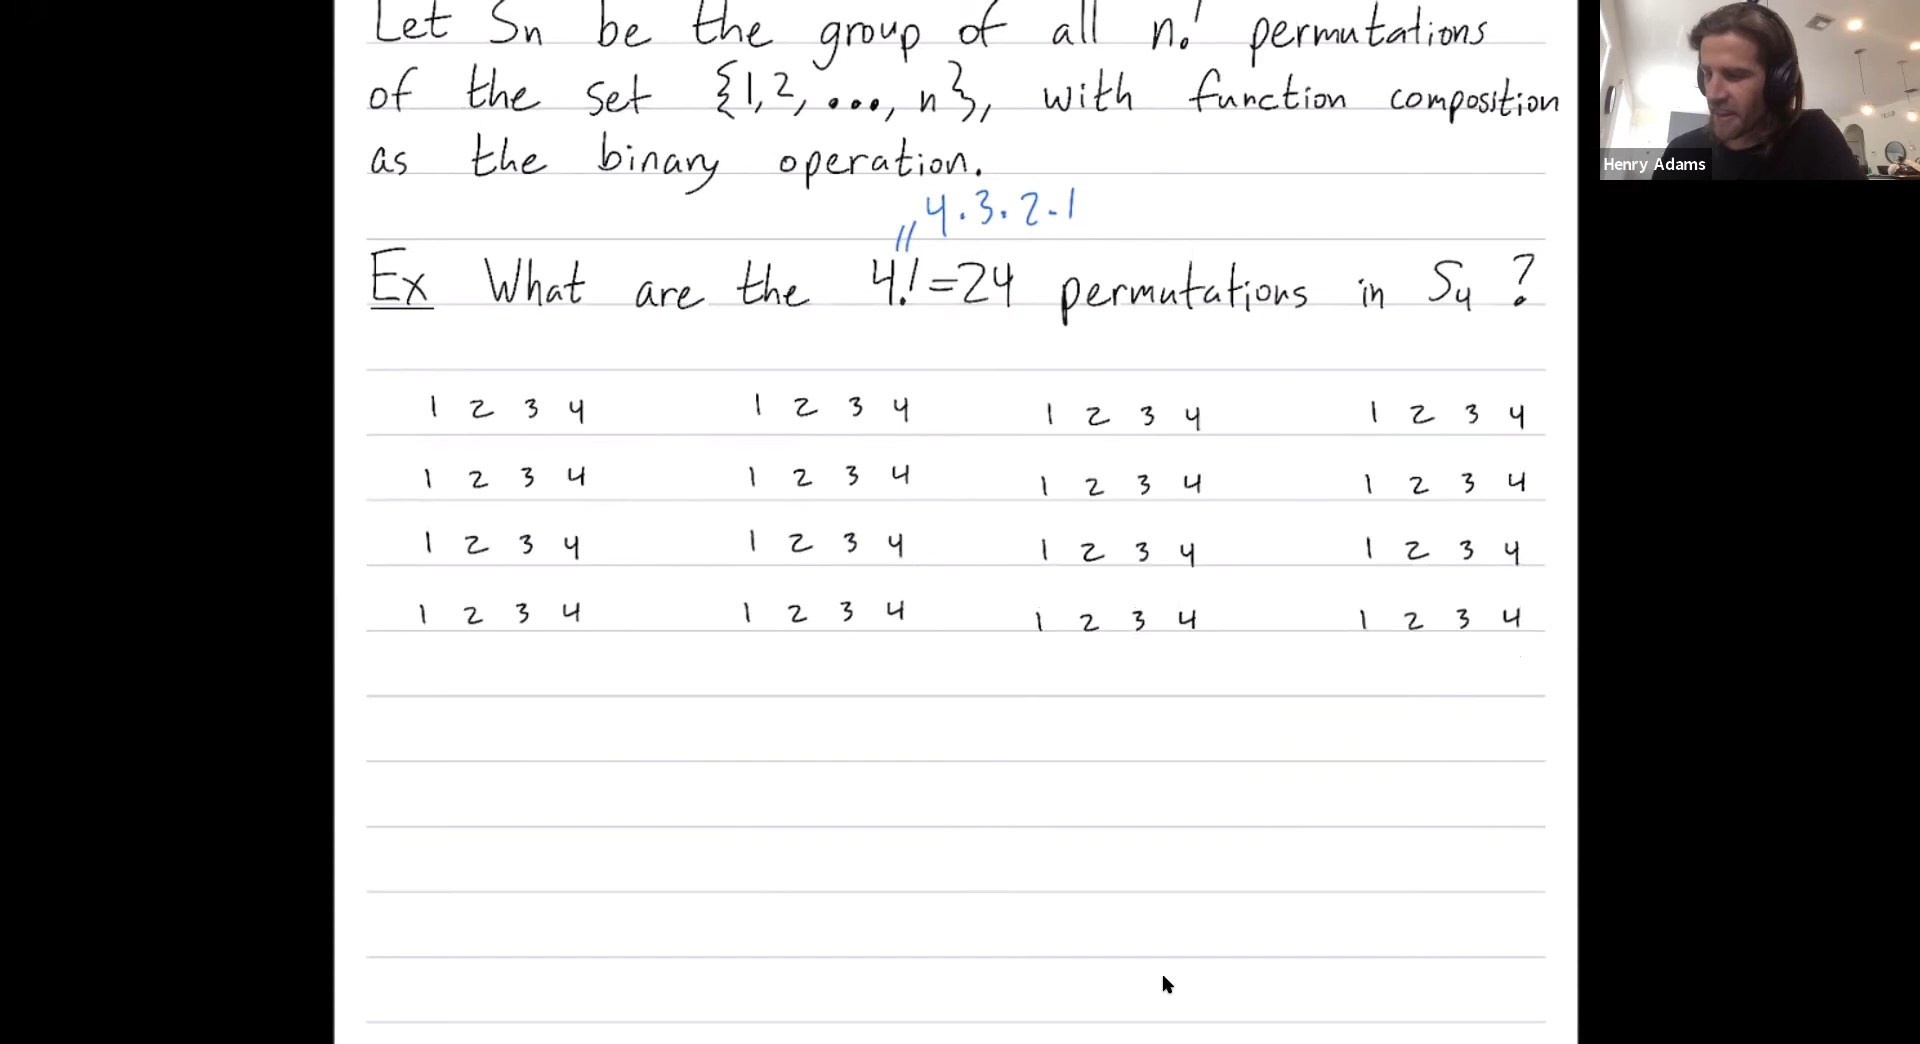 Let Sn be the group of all n! permutations
of the set {1,2, ..., n}, with function composition
as the binary operation.
4·3·2·1
Ex What are the 4! = 24 permutations in S4 ?
1 2 3 4 1 2 3 4 1 2 3 4 1 2 3 4
1 2 3 4 1 2 3 4 1 2 3 4 1 2 3 4
1 2 3 4 1 2 3 4 1 2 3 4 1 2 3 4
1 2 3 4 1 2 3 4 1 2 3 4 1 2 3 4
Henry Adams